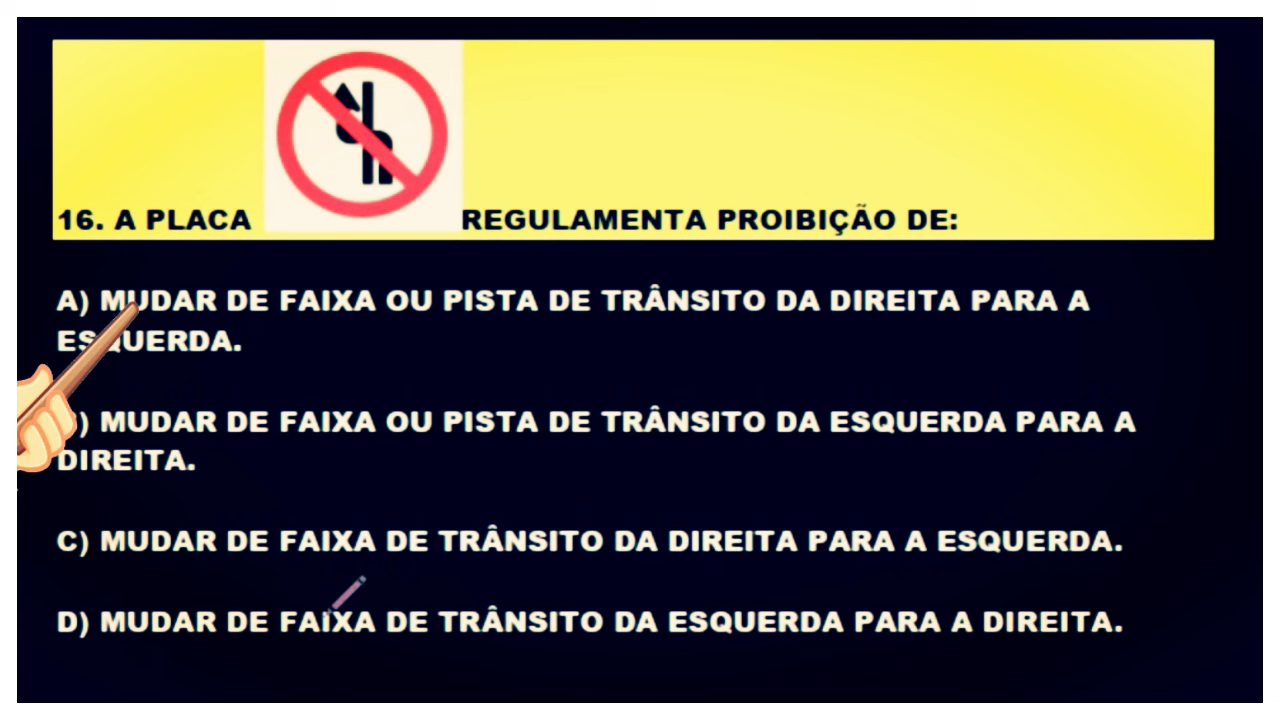 16. A PLACA REGULAMENTA PROIBIÇÃO DE:
A) MUDAR DE FAIXA OU PISTA DE TRÂNSITO DA DIREITA PARA A
ESQUERDA.
) MUDAR DE FAIXA OU PISTA DE TRÂNSITO DA ESQUERDA PARA A
DIREITA.
C) MUDAR DE FAIXA DE TRÂNSITO DA DIREITA PARA A ESQUERDA.
D) MUDAR DE FAIXA DE TRÂNSITO DA ESQUERDA PARA A DIREITA.